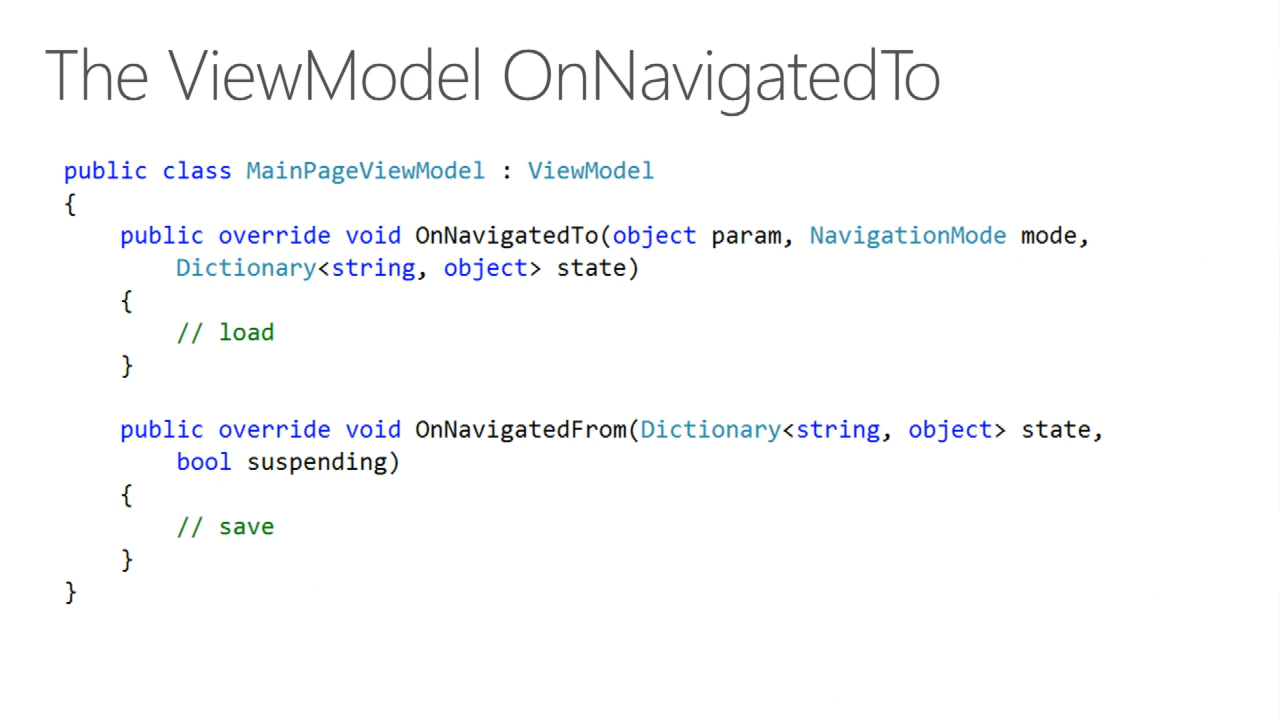 The ViewModel OnNavigatedTo
public class MainPageViewModel : ViewModel
{
    public override void OnNavigatedTo(object param, NavigationMode mode,
        Dictionary<string, object> state)
    {
        // load
    }

    public override void OnNavigatedFrom(Dictionary<string, object> state,
        bool suspending)
    {
        // save
    }
}